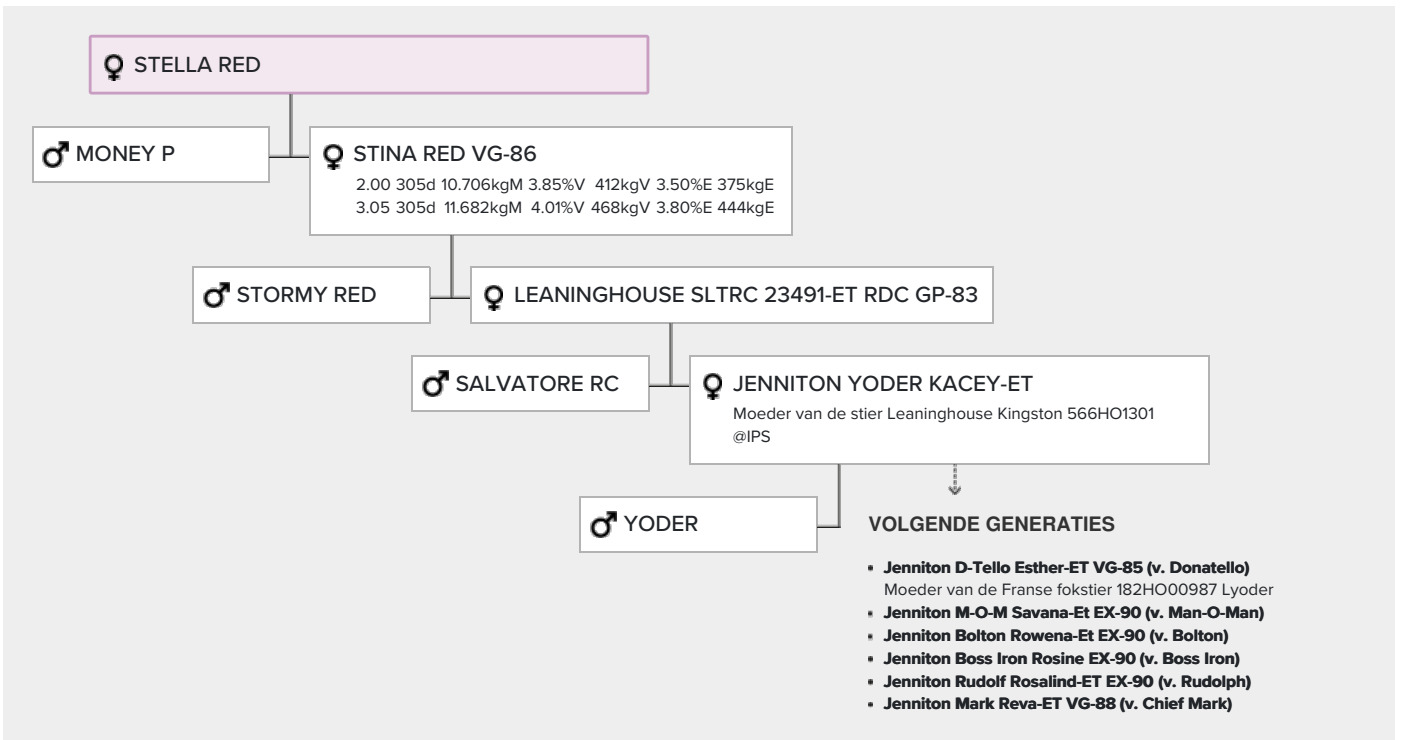 STELLA RED
MONEY P
STINA RED VG-86
2.00 305d 10.706kgM 3.85%V 412kgV 3.50%E 375kgE
3.05 305d 11.682kgM 4.01%V 468kgV 3.80%E 444kgE
STORMY RED
LEANINGHOUSE SLTRC 23491-ET RDC GP-83
SALVATORE RC
JENNITON YODER KACEY-ET
Moeder van de stier Leaninghouse Kingston 566HO1301
@IPS
YODER
VOLGENDE GENERATIES
• Jenniton D-Tello Esther-ET VG-85 (v. Donatello)
Moeder van de Franse fokstier 182HO00987 Lyoder
• Jenniton M-O-M Savana-Et EX-90 (v. Man-O-Man)
• Jenniton Bolton Rowena-Et EX-90 (v. Bolton)
• Jenniton Boss Iron Rosine EX-90 (v. Boss Iron)
• Jenniton Rudolf Rosalind-ET EX-90 (v. Rudolph)
• Jenniton Mark Reva-ET VG-88 (v. Chief Mark)